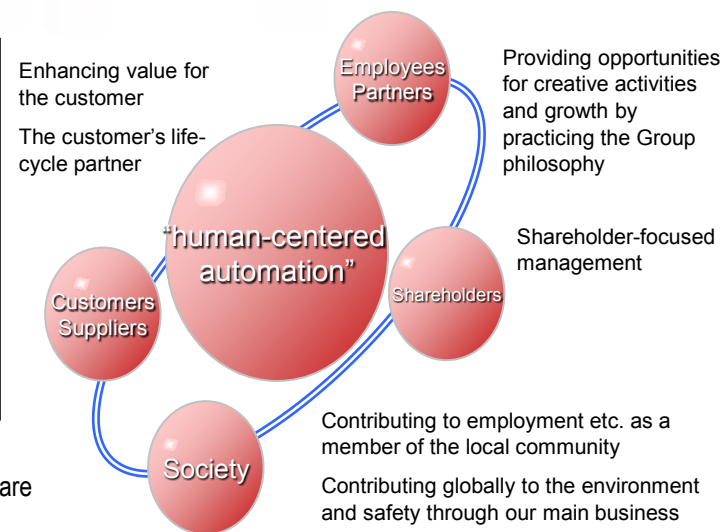 Enhancing value for
the customer
The customer's life-
cycle partner
Employees
Partners
Providing opportunities
for creative activities
and growth by
practicing the Group
philosophy
"human-centered
automation"
Shareholder-focused
management
Customers
Suppliers
Shareholders
Society
Contributing to employment etc. as a
member of the local community
Contributing globally to the environment
and safety through our main business
are